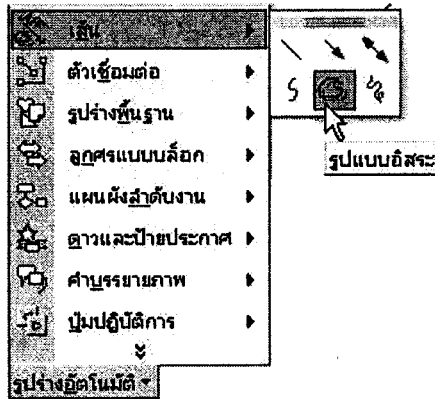 เส้น
ตัวเชื่อมต่อ
รูปร่างพื้นฐาน
ลูกศรแบบบล็อก
แผนผังลำดับงาน
ดาวและป้ายประกาศ
คำบรรยายภาพ
ปุ่มปฏิบัติการ
รูปร่างอัตโนมัติ
รูปแบบอิสระ